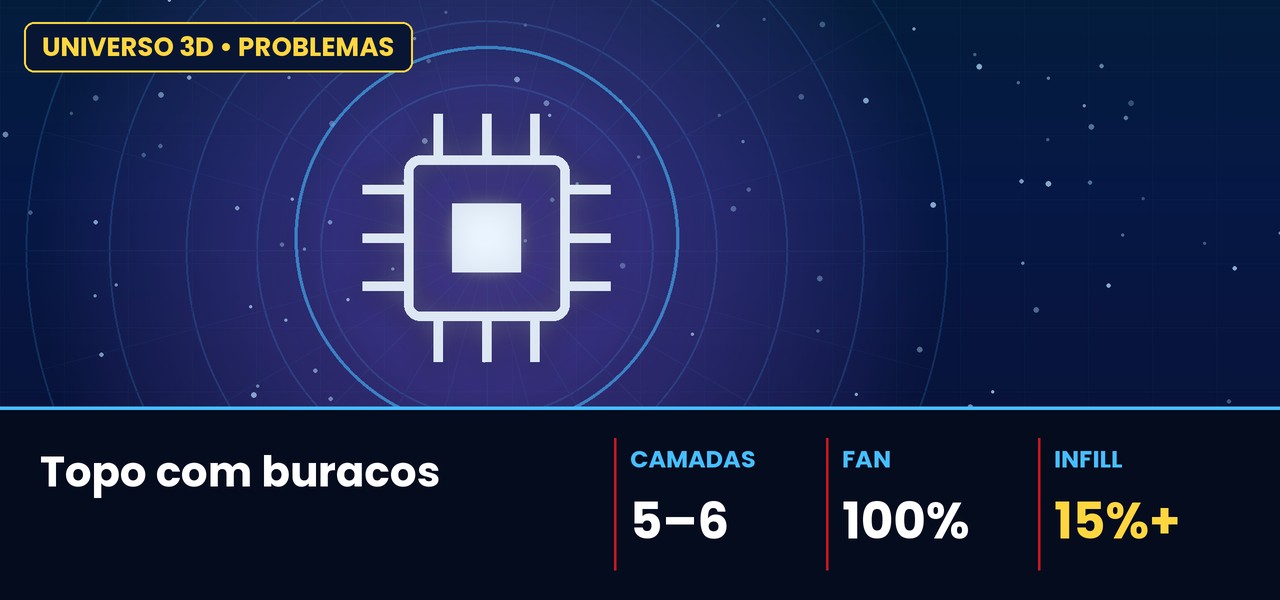 UNIVERSO 3D • PROBLEMAS
Topo com buracos
CAMADAS
5–6
FAN
100%
INFILL
15%+